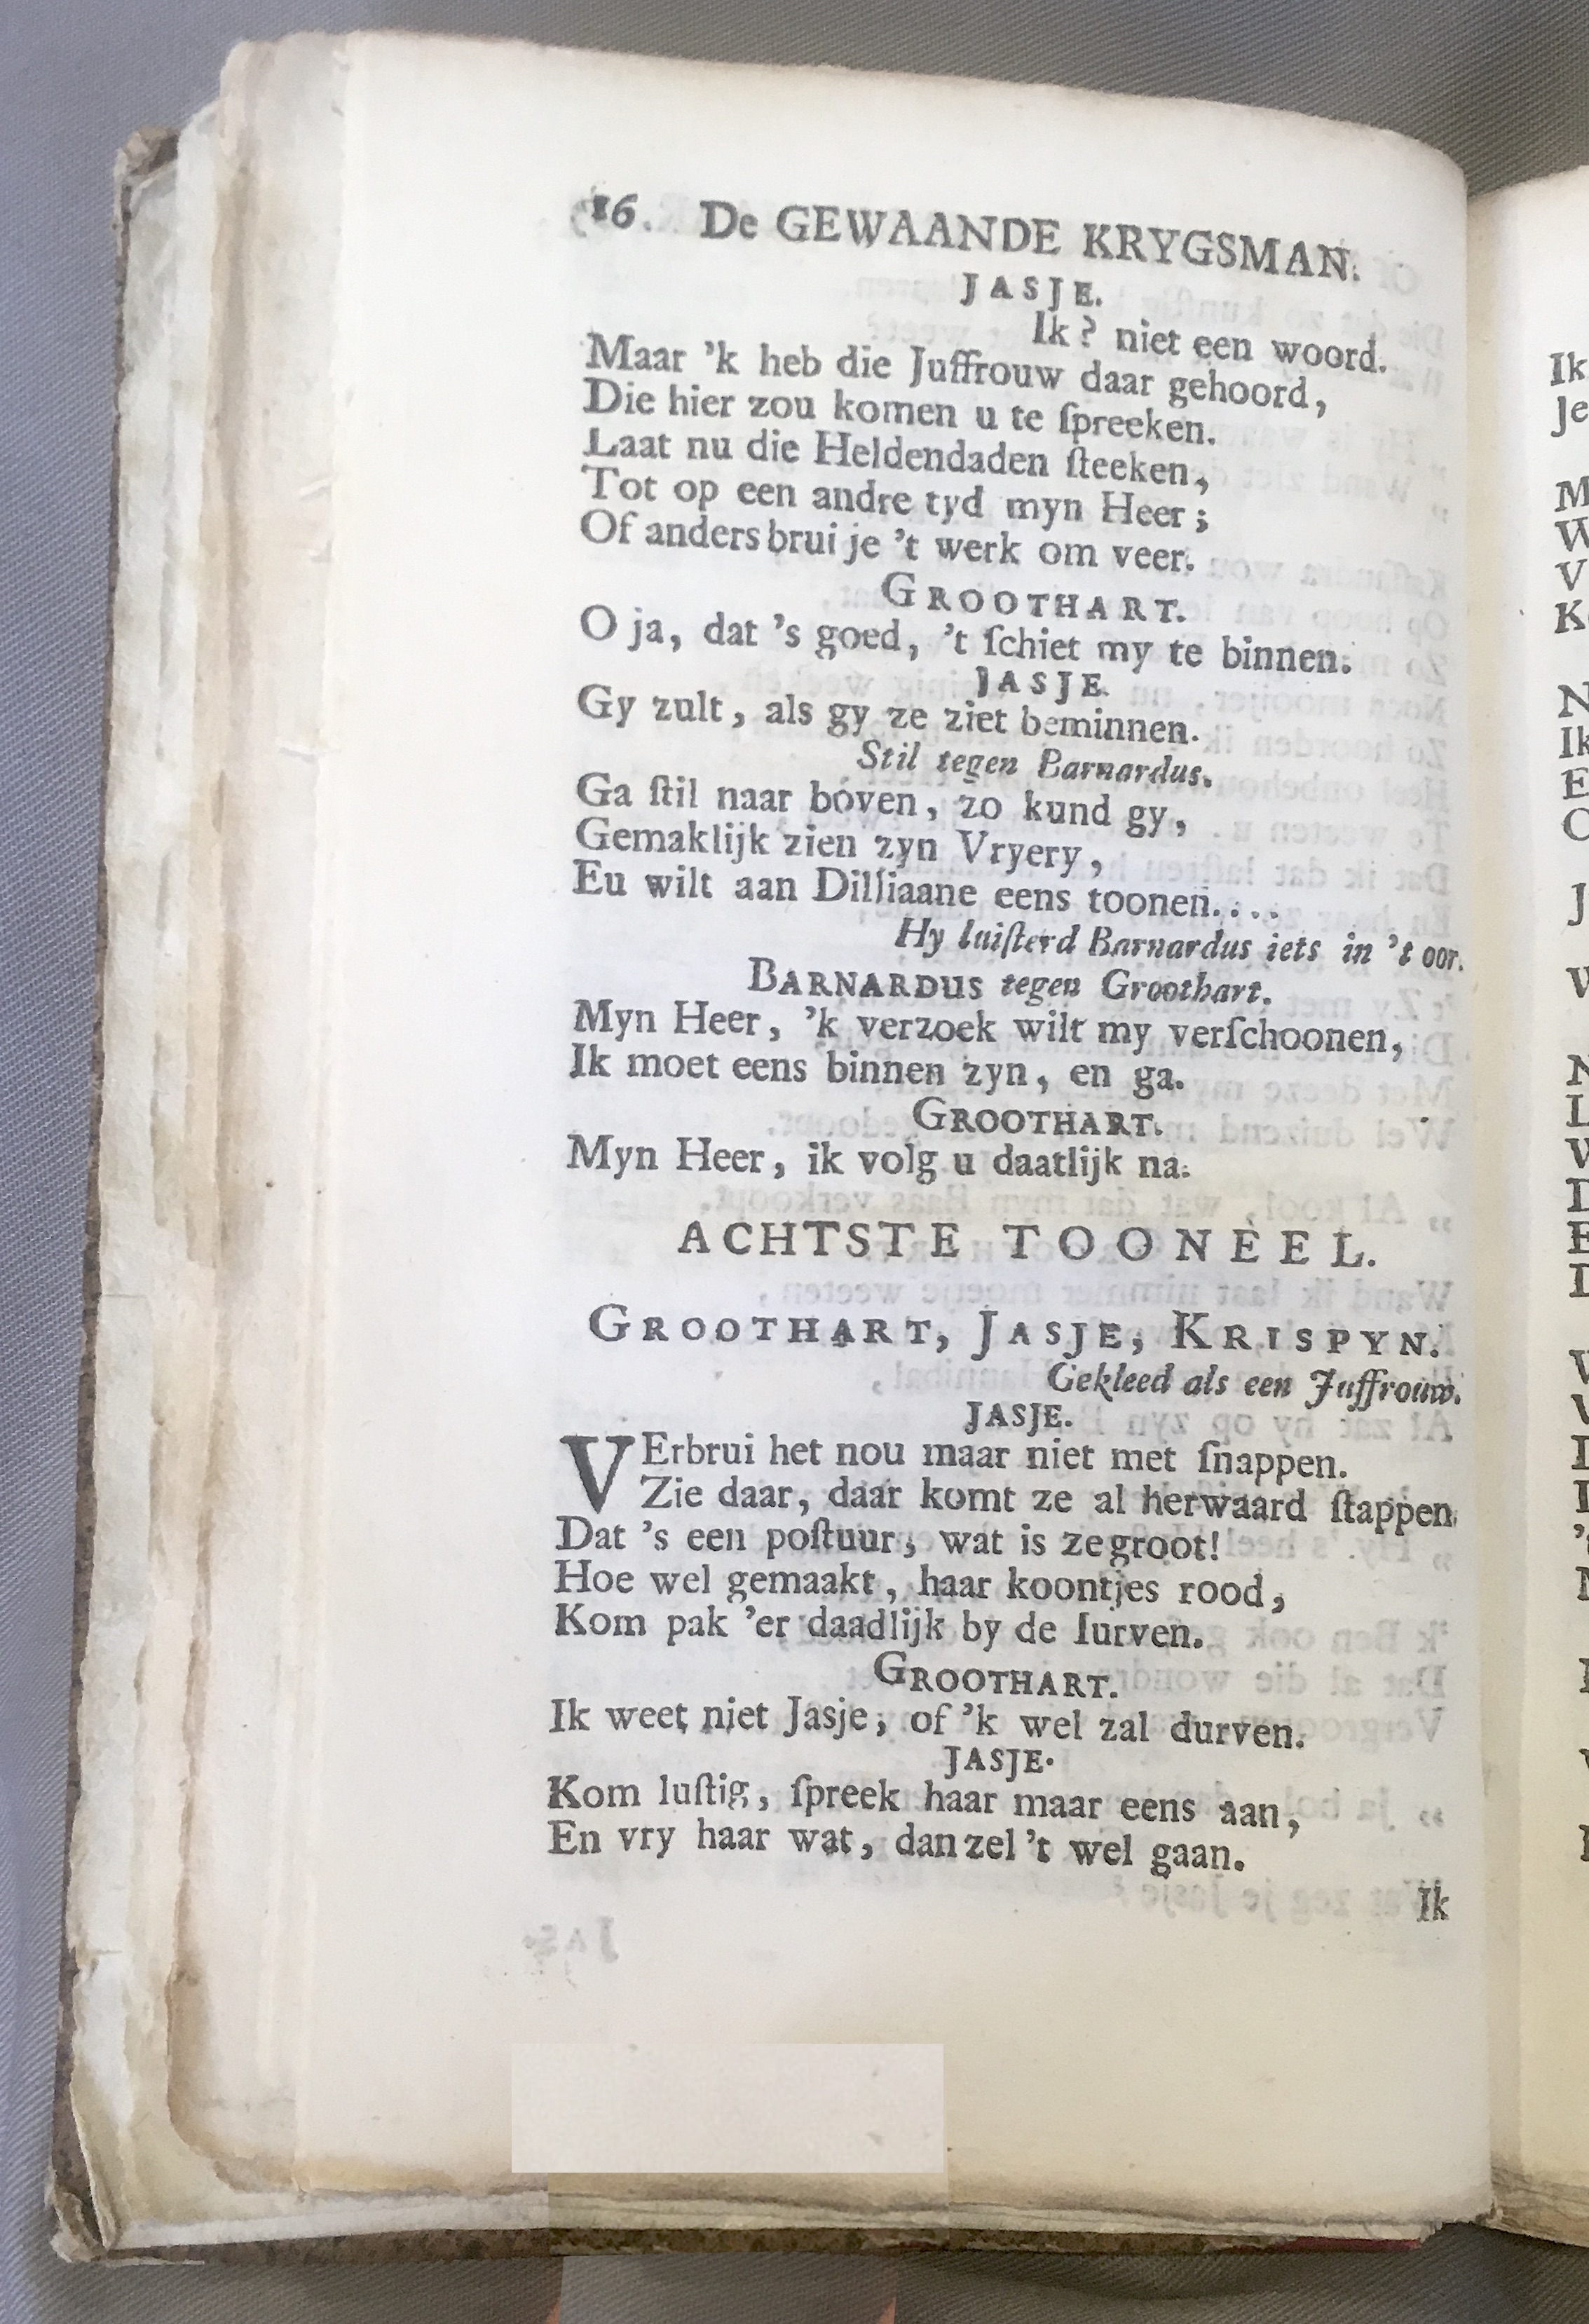 16. De GEWAANDE KRYGSMAN.
JASJE.
Ik? niet een woord.
Maar 'k heb die Juffrouw daar gehoord,
Die hier zou komen u te ſpreeken.
Laat nu die Heldendaden ſteeken,
Tot op een andre tyd myn Heer;
Of anders brui je 't werk om veer.
GROOTHART.
O ja, dat 's goed, 't ſchiet my te binnen.
JASJE.
Gy zult, als gy ze ziet beminnen.
Stil tegen Barnardus.
Ga ſtil naar boven, zo kund gy,
Gemaklijk zien zyn Vryery,
Eu wilt aan Dilſiaane eens toonen....
Hy luiſterd Barnardus iets in 't oor.
BARNARDUS tegen Groothart.
Myn Heer, 'k verzoek wilt my verſchoonen,
Ik moet eens binnen zyn, en ga.
GROOTHART.
Myn Heer, ik volg u daatlijk na.
ACHTSTE TOONEEL.
GROOTHART, JASJE, KRISPYN.
Gekleed als een Juffrouw.
JASJE.
VErbrui het nou maar niet met ſnappen.
Zie daar, daar komt ze al herwaard ſtappen
Dat 's een poſtuur, wat is ze groot!
Hoe wel gemaakt, haar koontjes rood,
Kom pak 'er daadlijk by de ſurven.
GROOTHART.
Ik weet niet Jasje, of 'k wel zal durven.
JASJE.
Kom luſtig, ſpreek haar maar eens aan,
En vry haar wat, dan zel 't wel gaan.
Ik